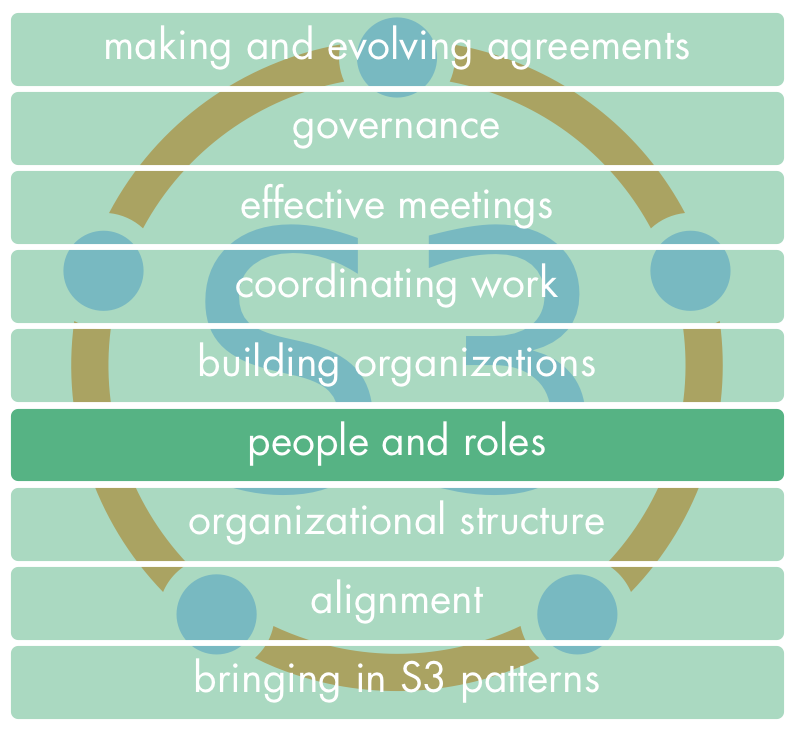 making and evolving agreements
governance
effective meetings
coordinating work
S3
building organizations
people and roles
organizational structure
alignment
bringing in S3 patterns